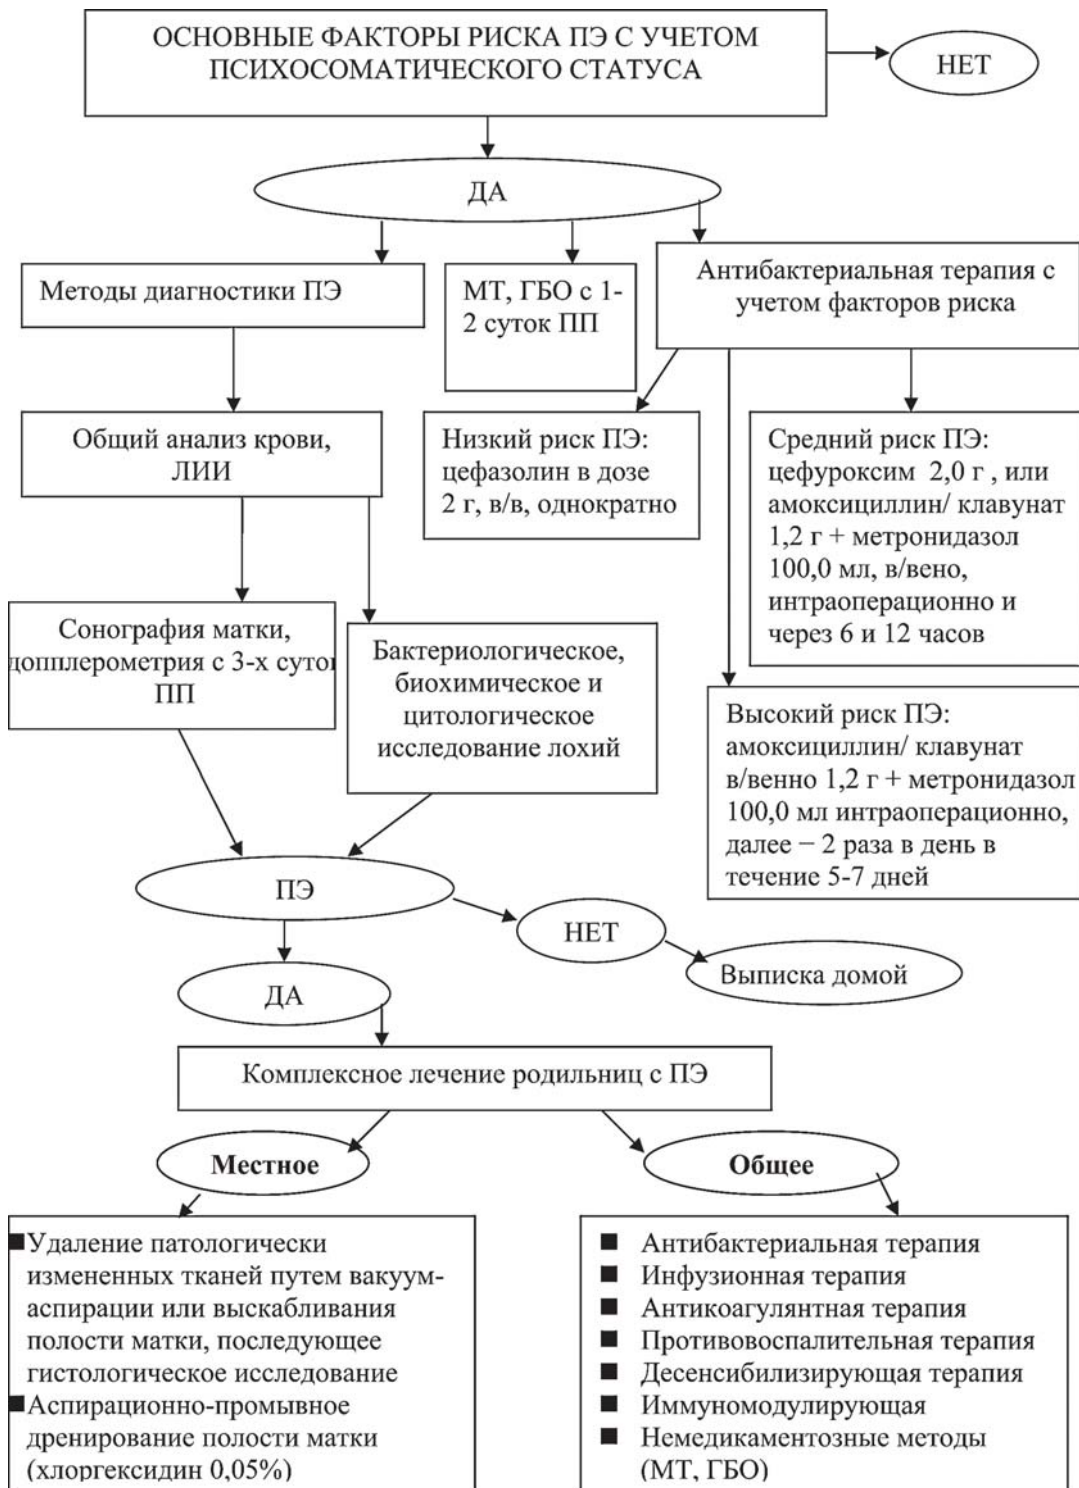 ОСНОВНЫЕ ФАКТОРЫ РИСКА ПЭ С УЧЕТОМ
ПСИХОСОМАТИЧЕСКОГО СТАТУСА
НЕТ
ДА
Методы диагностики ПЭ
МТ, ГБО с 1-
2 суток ПП
Антибактериальная терапия с
учетом факторов риска
Общий анализ крови,
ЛИИ
Низкий риск ПЭ:
цефазолин в дозе
2 г, в/в, однократно
Средний риск ПЭ:
цефуроксим 2,0 г , или
амоксициллин/ клавунат
1,2 г + метронидазол
100,0 мл, в/вено,
интраоперационно и
через 6 и 12 часов
Сонография матки,
допплерометрия с 3-х суток
ПП
Бактериологическое,
биохимическое и
цитологическое
исследование лохий
Высокий риск ПЭ:
амоксициллин/ клавунат
в/венно 1,2 г + метронидазол
100,0 мл интраоперационно,
далее − 2 раза в день в
течение 5-7 дней
ПЭ
НЕТ
Выписка домой
ДА
Комплексное лечение родильниц с ПЭ
Местное
Общее
■Удаление патологически
измененных тканей путем вакуум-
аспирации или выскабливания
полости матки, последующее
гистологическое исследование
■Аспирационно-промывное
дренирование полости матки
(хлоргексидин 0,05%)
■ Антибактериальная терапия
■ Инфузионная терапия
■ Антикоагулянтная терапия
■ Противовоспалительная терапия
■ Десенсибилизирующая терапия
■ Иммуномодулирующая
■ Немедикаментозные методы
(МТ, ГБО)